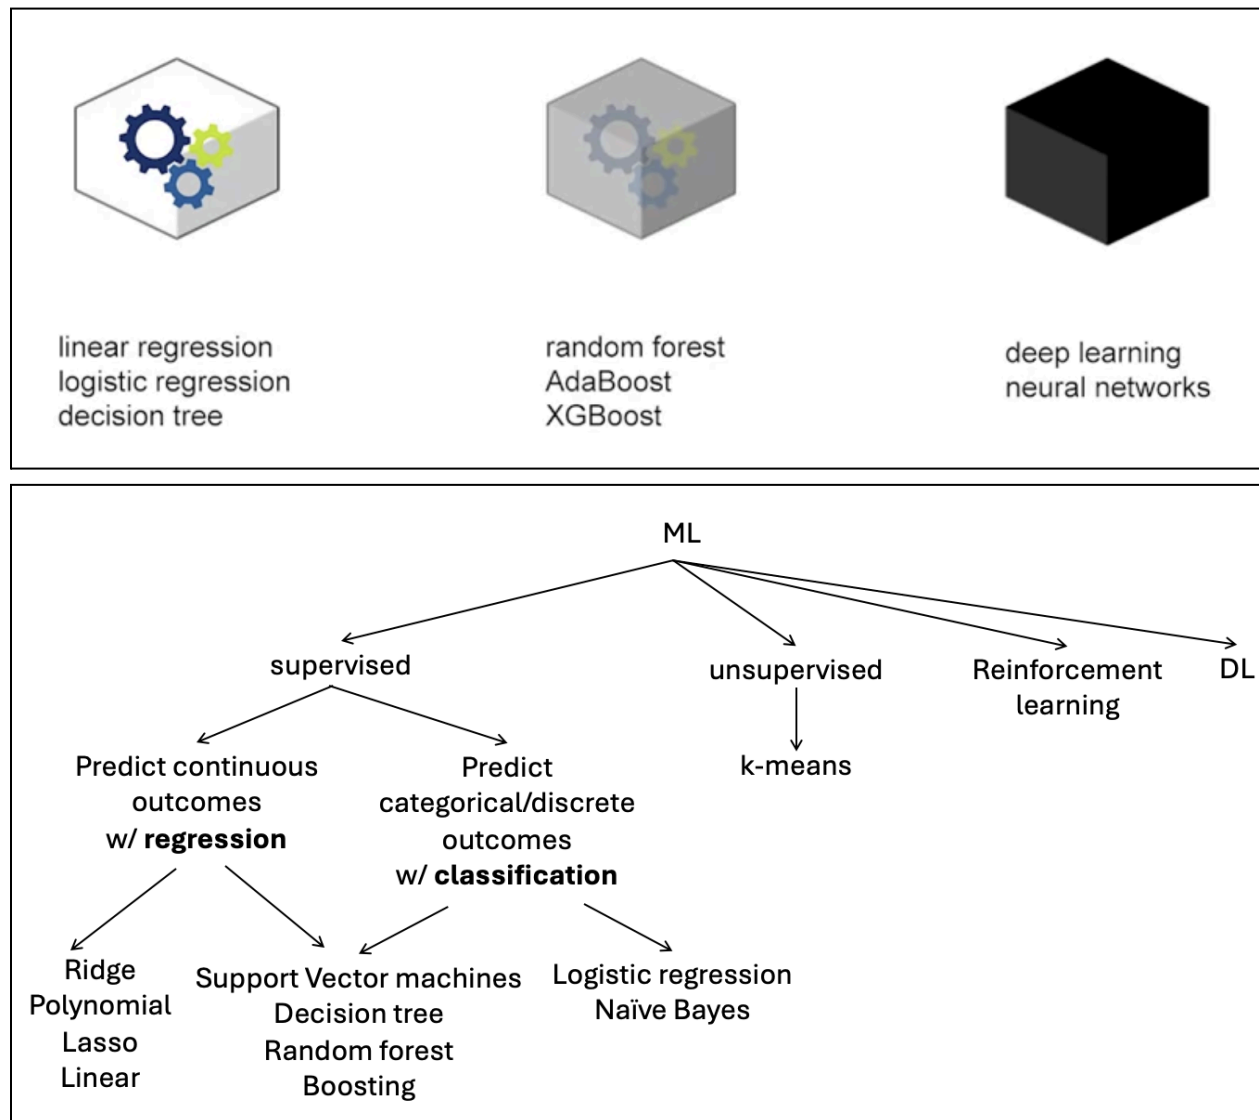 linear regression
logistic regression
decision tree
random forest
AdaBoost
XGBoost
deep learning
neural networks
ML
supervised
unsupervised
Reinforcement
learning
DL
Predict continuous
outcomes
w/ regression
Predict
categorical/discrete
outcomes
w/ classification
k-means
Ridge
Polynomial
Lasso
Linear
Support Vector machines
Decision tree
Random forest
Boosting
Logistic regression
Naïve Bayes